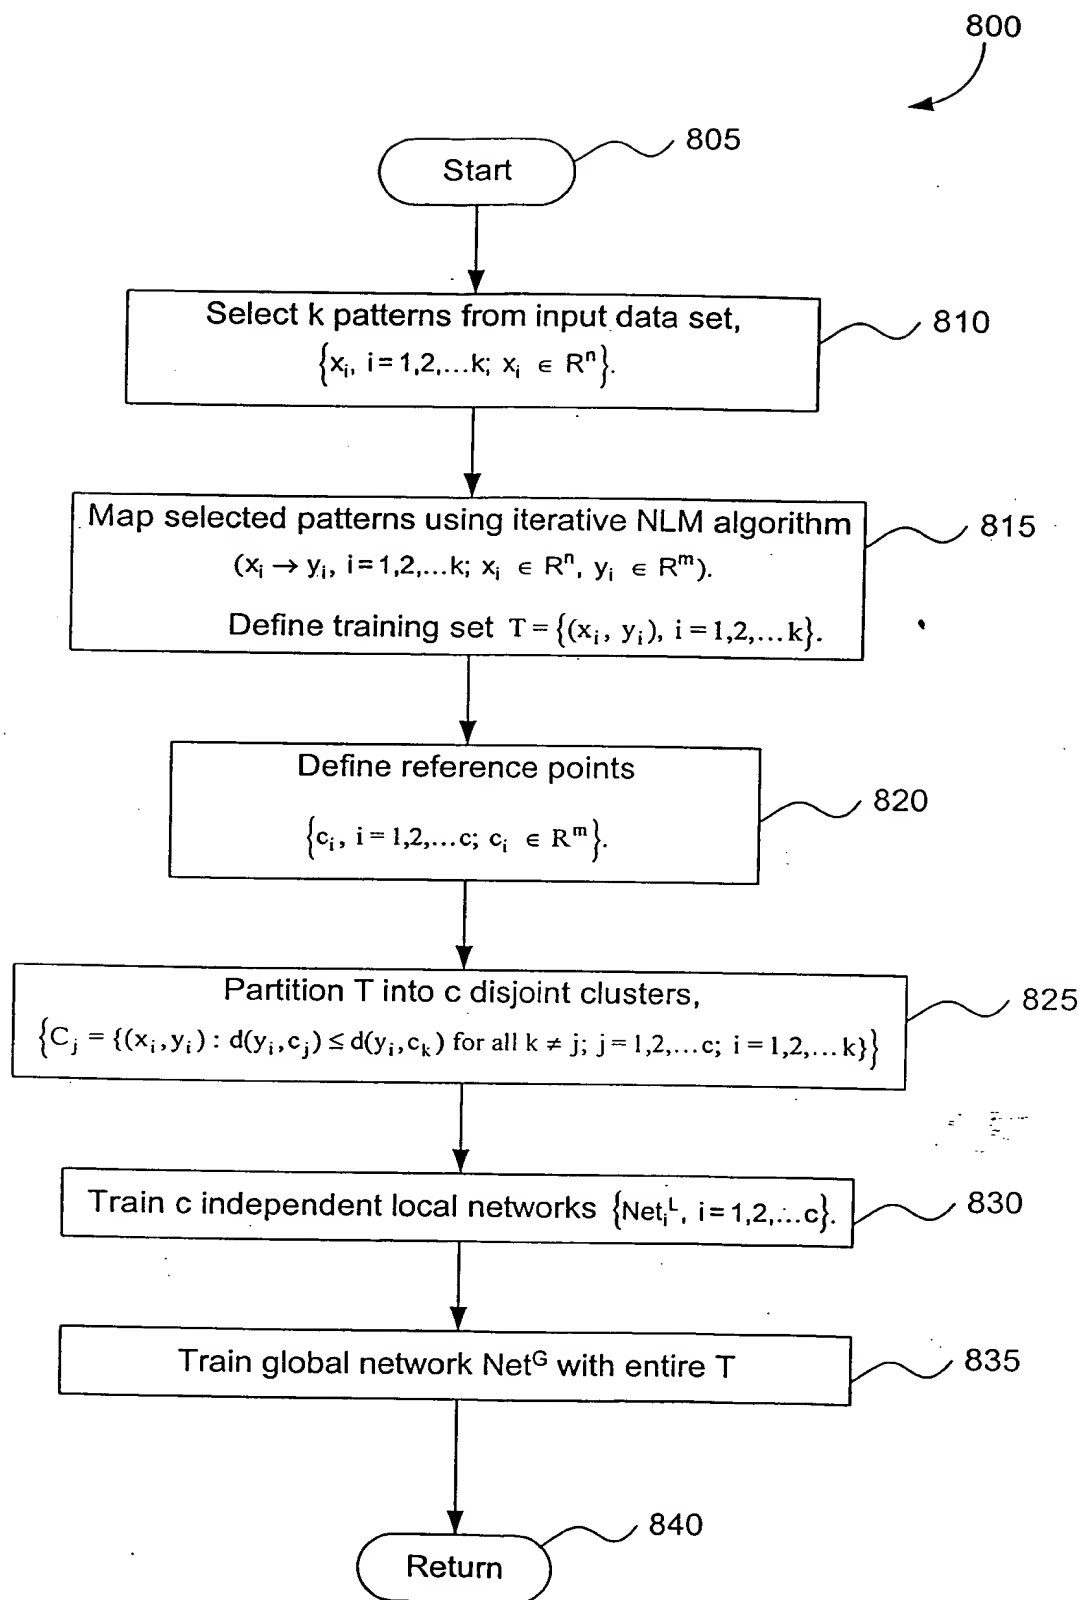 800
Start
805
Select k patterns from input data set,
{xᵢ, i = 1,2,...k; xᵢ ∈ Rⁿ}.
810
Map selected patterns using iterative NLM algorithm
(xᵢ → yᵢ, i = 1,2,...k; xᵢ ∈ Rⁿ, yᵢ ∈ Rᵐ).
Define training set T = {(xᵢ, yᵢ), i = 1,2,...k}.
815
Define reference points
{cᵢ, i = 1,2,...c; cᵢ ∈ Rᵐ}.
820
Partition T into c disjoint clusters,
{Cⱼ = {(xᵢ,yᵢ) : d(yᵢ,cⱼ) ≤ d(yᵢ,cₖ) for all k ≠ j; j = 1,2,...c; i = 1,2,...k}}
825
Train c independent local networks {Netᵢᴸ, i = 1,2,...c}.
830
Train global network Netᴳ with entire T
835
Return
840